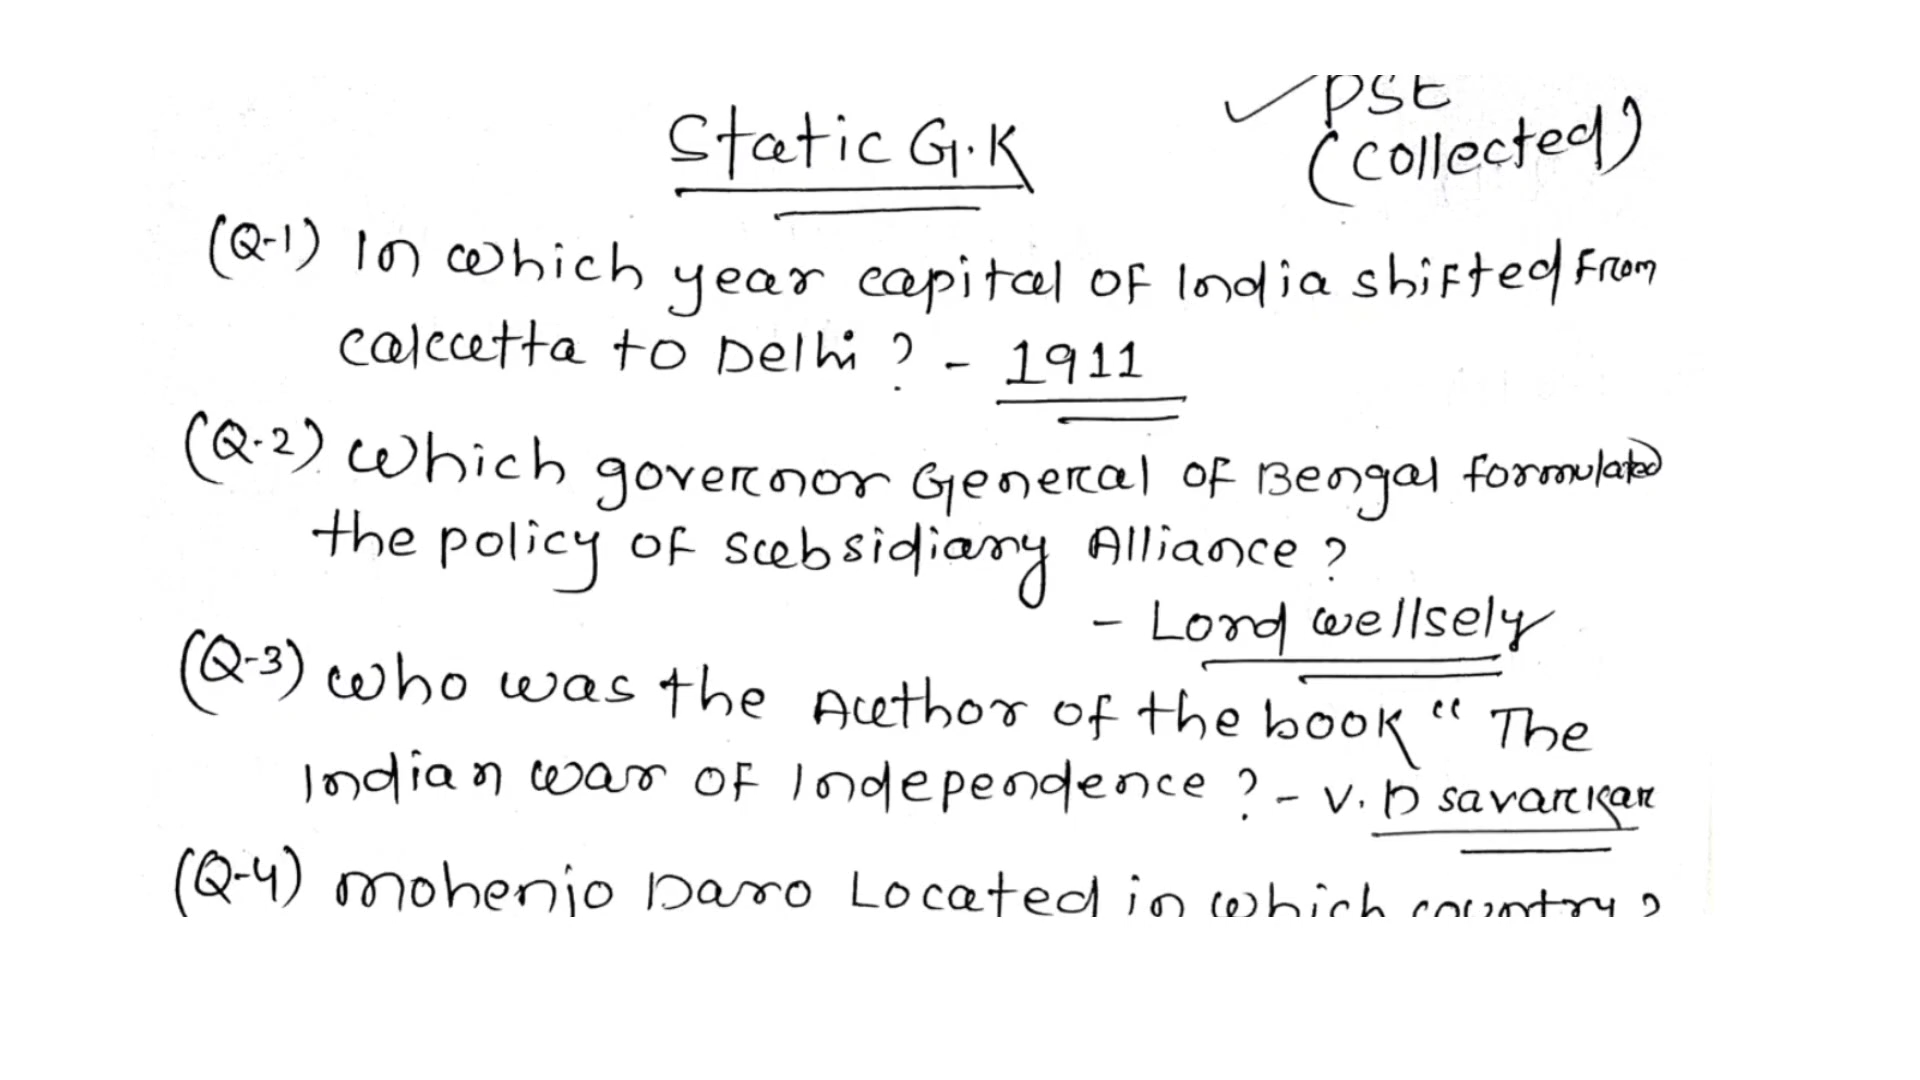 Static G.K
✓ PSE
(collected)
(Q-1) In which year capital of India shifted From
calcutta to Delhi ? - 1911
(Q-2) which governor General of Bengal formulated
the policy of subsidiary Alliance ?
- Lord wellsely
(Q-3) who was the Author of the book “ The
Indian war of Independence ? - V. D savarkar
(Q-4) Mohenjo Daro Located in which country ?